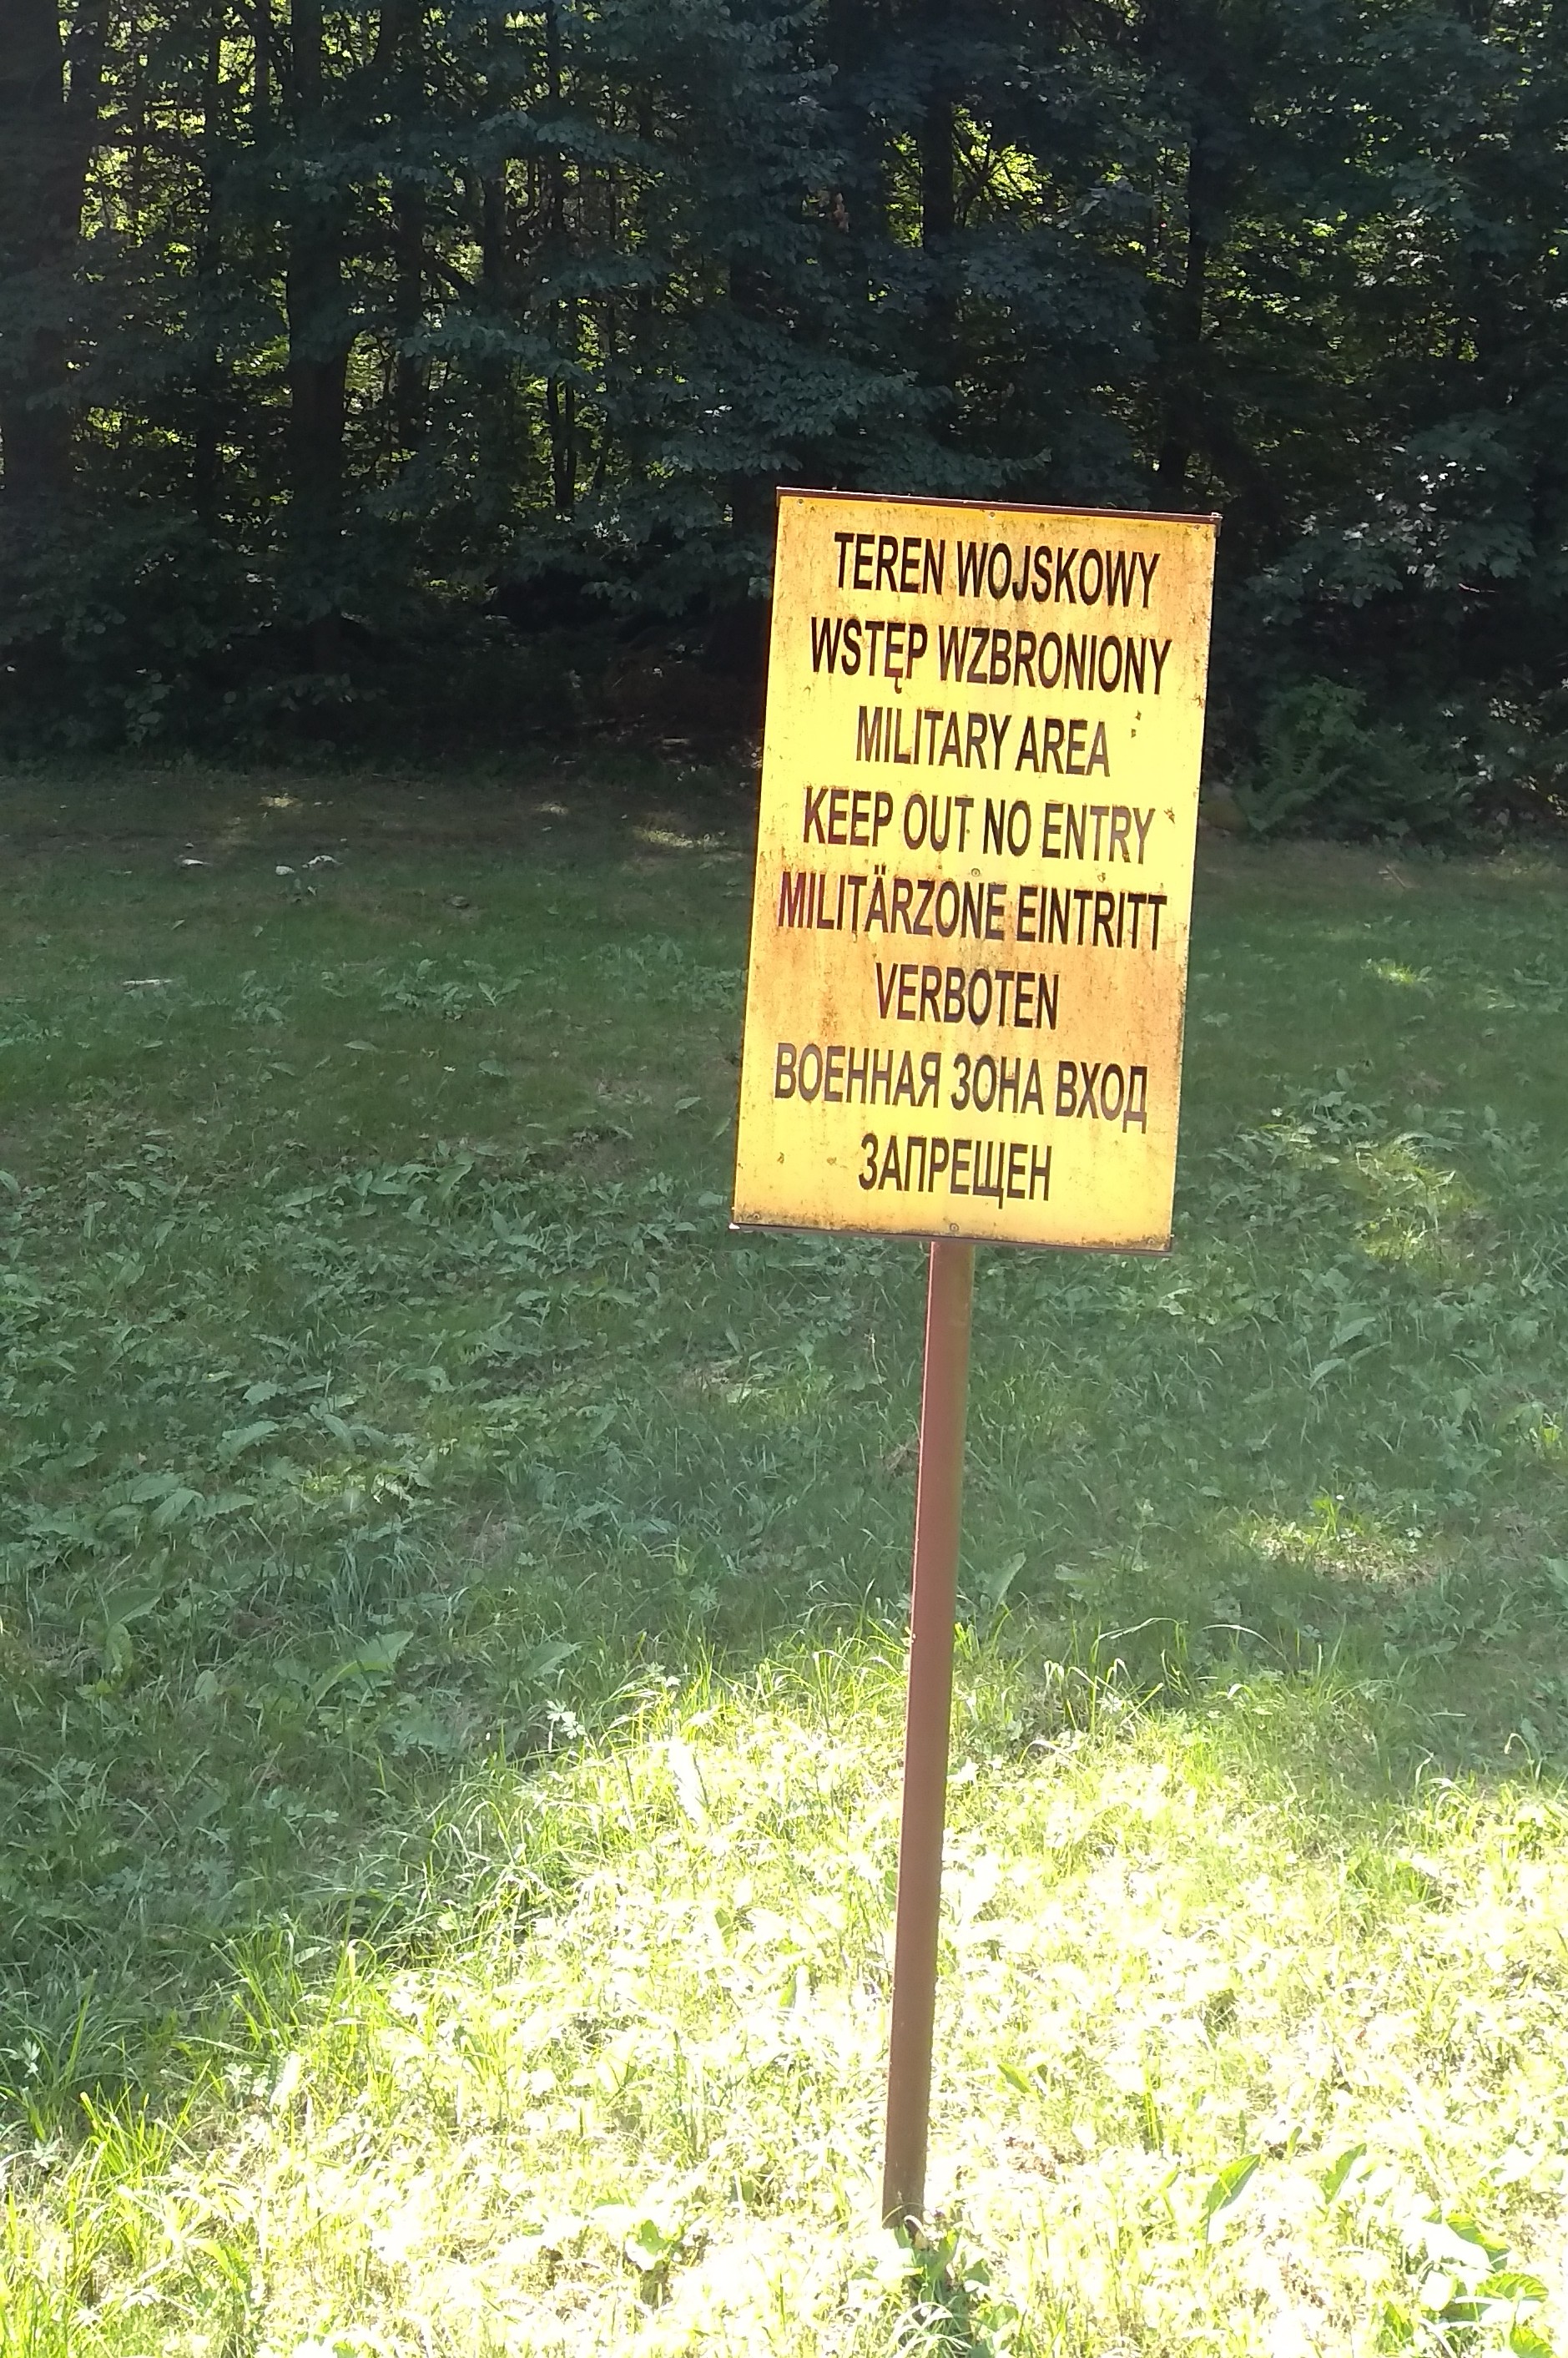 TEREN WOJSKOWY
WSTĘP WZBRONIONY
MILITARY AREA
KEEP OUT NO ENTRY
MILITÄRZONE EINTRITT
VERBOTEN
ВОЕННАЯ ЗОНА ВХОД
ЗАПРЕЩЕН